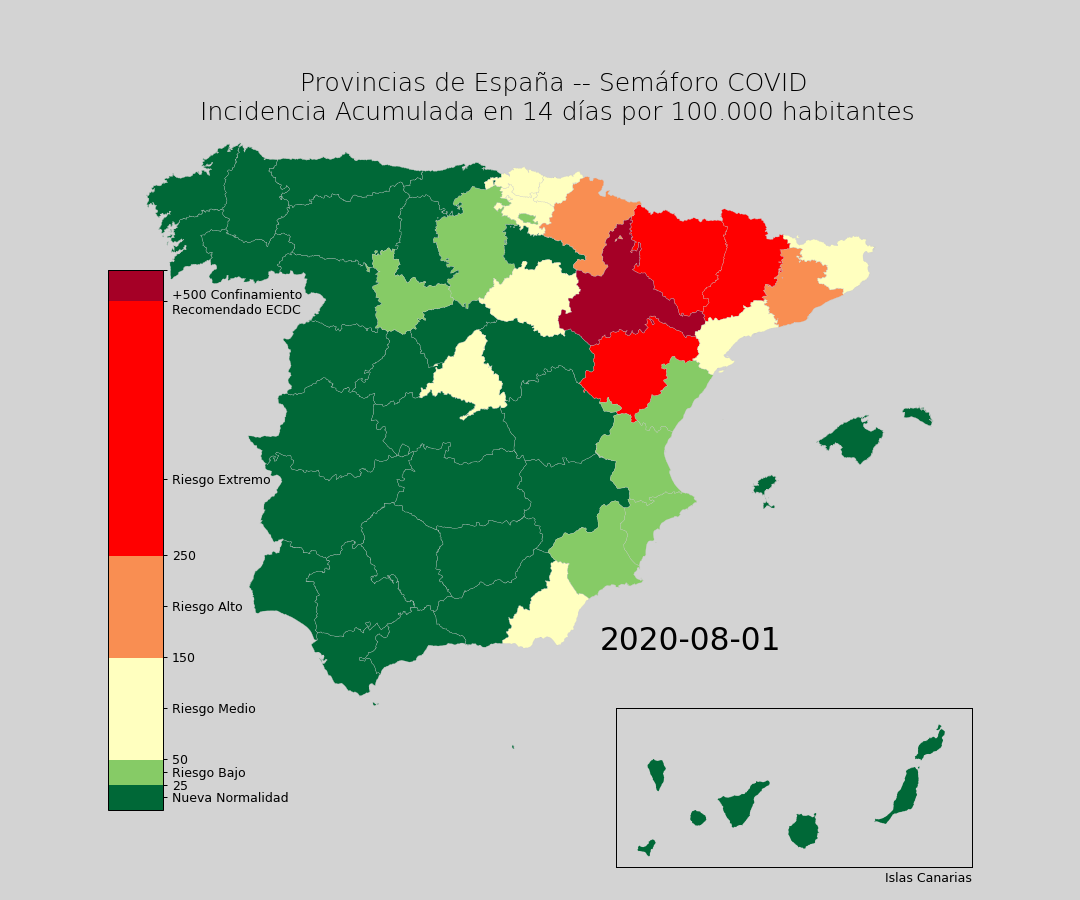 Provincias de España -- Semáforo COVID
Incidencia Acumulada en 14 días por 100.000 habitantes
+500 Confinamiento
Recomendado ECDC
Riesgo Extremo
250
Riesgo Alto
150
Riesgo Medio
50
Riesgo Bajo
25
Nueva Normalidad
2020-08-01
Islas Canarias